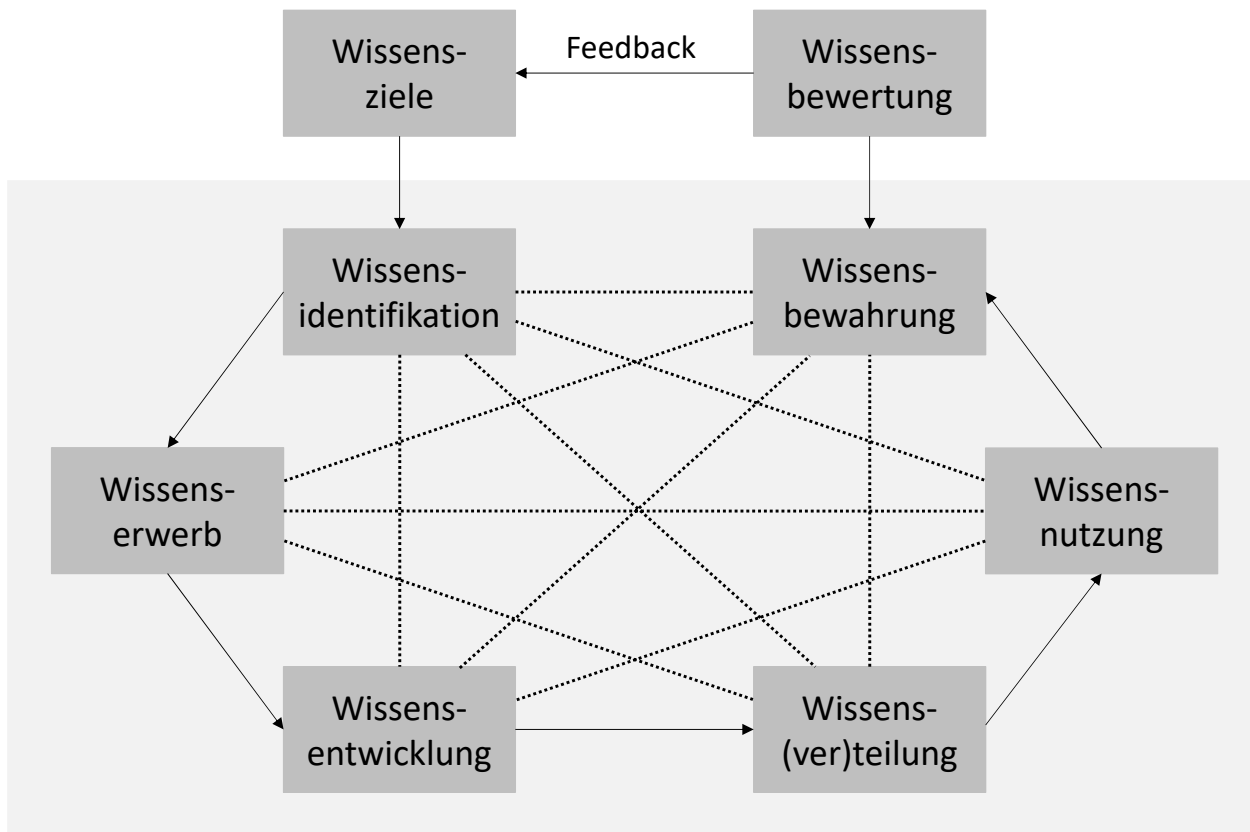 Wissens-
ziele
Feedback
Wissens-
bewertung
Wissens-
identifikation
Wissens-
bewahrung
Wissens-
erwerb
Wissens-
nutzung
Wissens-
entwicklung
Wissens-
(ver)teilung